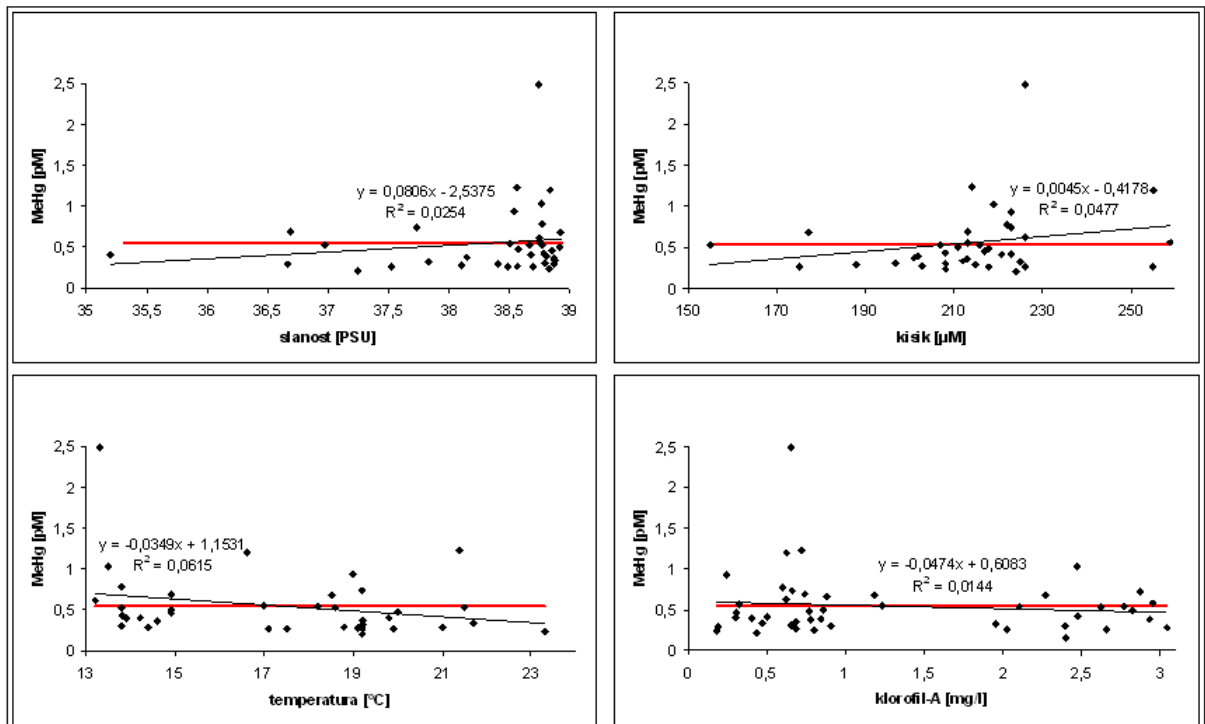 2,5
2
1,5
1
0,5
0
MeHg [pM]
y = 0,0806x - 2,5375
R² = 0,0254
35 35,5 36 36,5 37 37,5 38 38,5 39
slanost [PSU]
2,5
2
1,5
1
0,5
0
MeHg [pM]
y = 0,0045x - 0,4178
R² = 0,0477
150 170 190 210 230 250
kisik [µM]
2,5
2
1,5
1
0,5
0
MeHg [pM]
y = -0,0349x + 1,1531
R² = 0,0615
13 15 17 19 21 23
temperatura [°C]
2,5
2
1,5
1
0,5
0
MeHg [pM]
y = -0,0474x + 0,6083
R² = 0,0144
0 0,5 1 1,5 2 2,5 3
klorofil-A [mg/l]